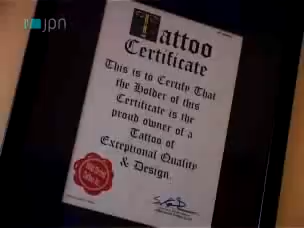 jpn
Tattoo
Certificate
This is to Certify That
the Holder of this
Certificate is the
proud owner of a
Tattoo of
Exceptional Quality
& Design.